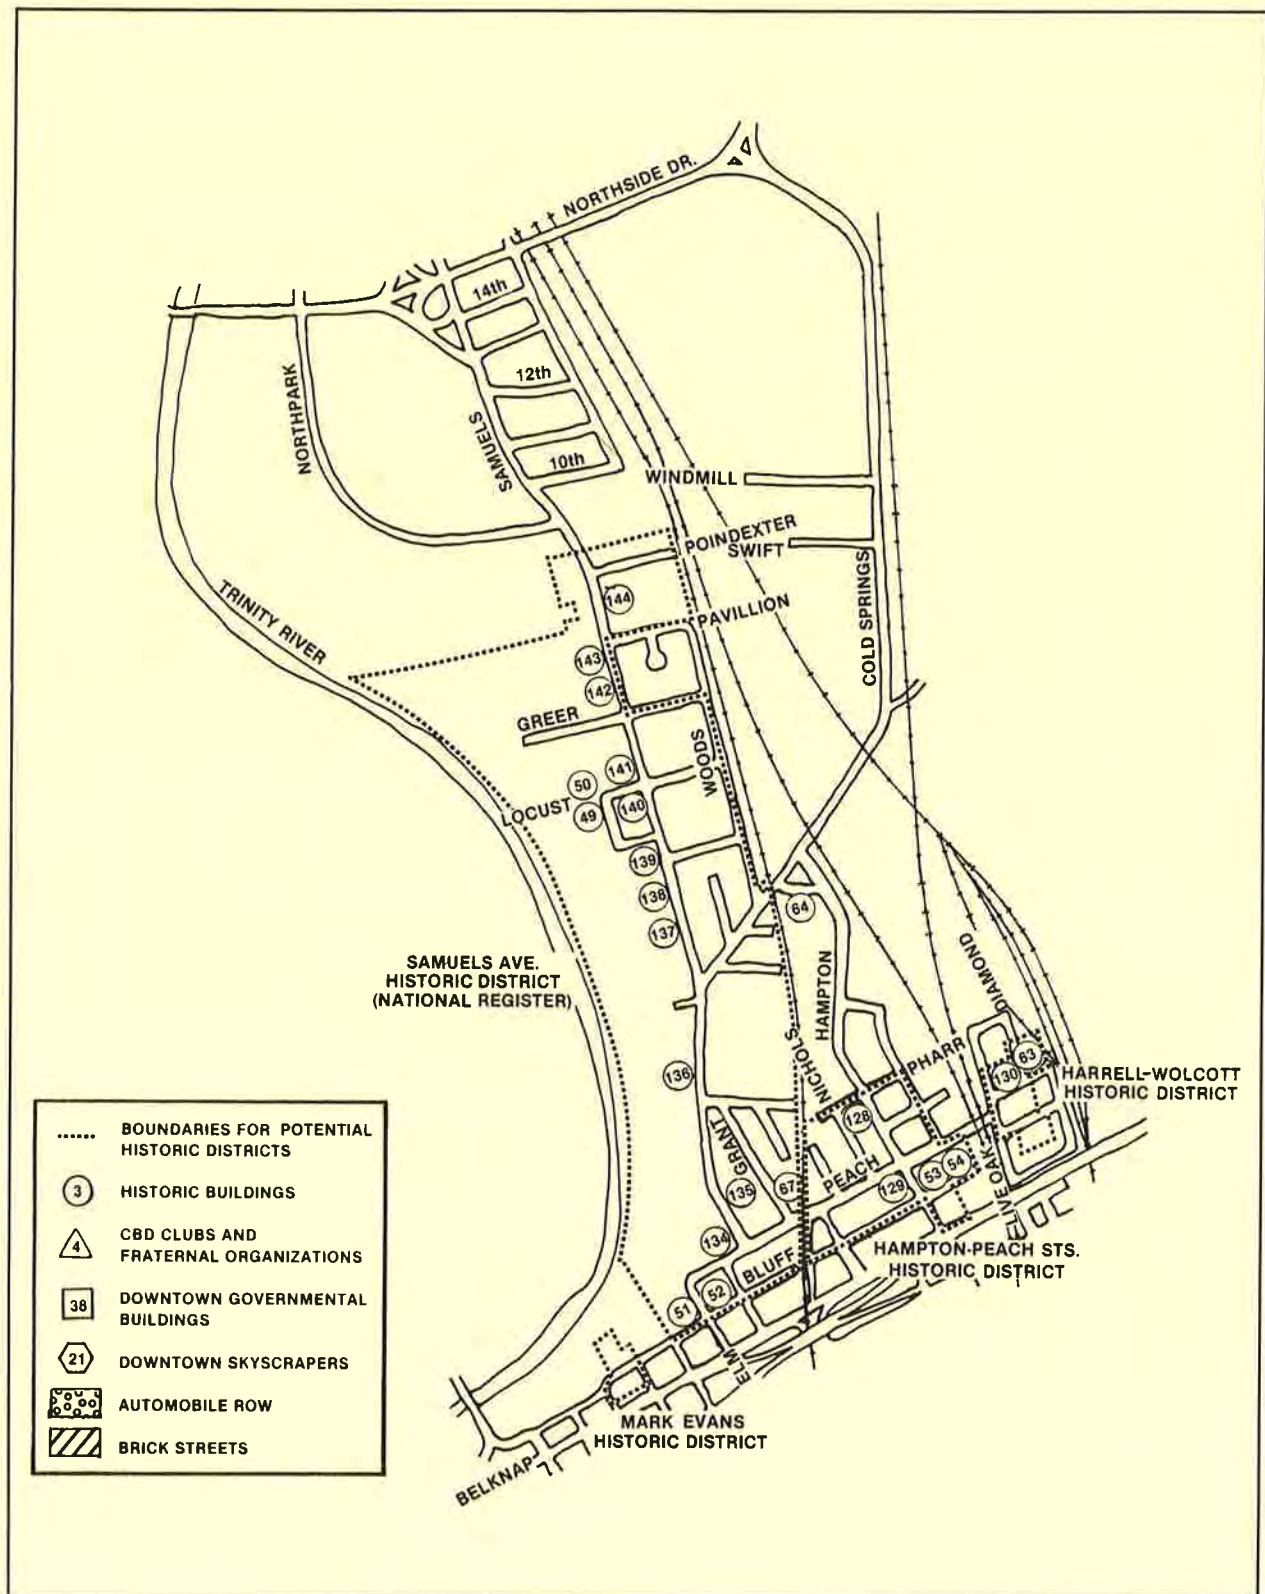 NORTHSIDE DR.
14th
12th
NORTHPARK
SAMUELS
10th
WINDMILL
POINDEXTER
SWIFT
COLD SPRINGS
144
PAVILLION
TRINITY RIVER
143
142
GREER
WOODS
141
50
LOCUST
49
140
139
138
137
64
SAMUELS AVE.
HISTORIC DISTRICT
(NATIONAL REGISTER)
HAMPTON
DIAMOND
NICHOLS
PHARR
136
63
130
HARRELL-WOLCOTT
HISTORIC DISTRICT
128
GRANT
PEACH
LIVE OAK
135
67
129
53
54
134
BLUFF
HAMPTON-PEACH STS.
HISTORIC DISTRICT
51
52
ELM
MARK EVANS
HISTORIC DISTRICT
BELKNAP
BOUNDARIES FOR POTENTIAL
HISTORIC DISTRICTS
3 HISTORIC BUILDINGS
4 CBD CLUBS AND
FRATERNAL ORGANIZATIONS
38 DOWNTOWN GOVERNMENTAL
BUILDINGS
21 DOWNTOWN SKYSCRAPERS
AUTOMOBILE ROW
BRICK STREETS